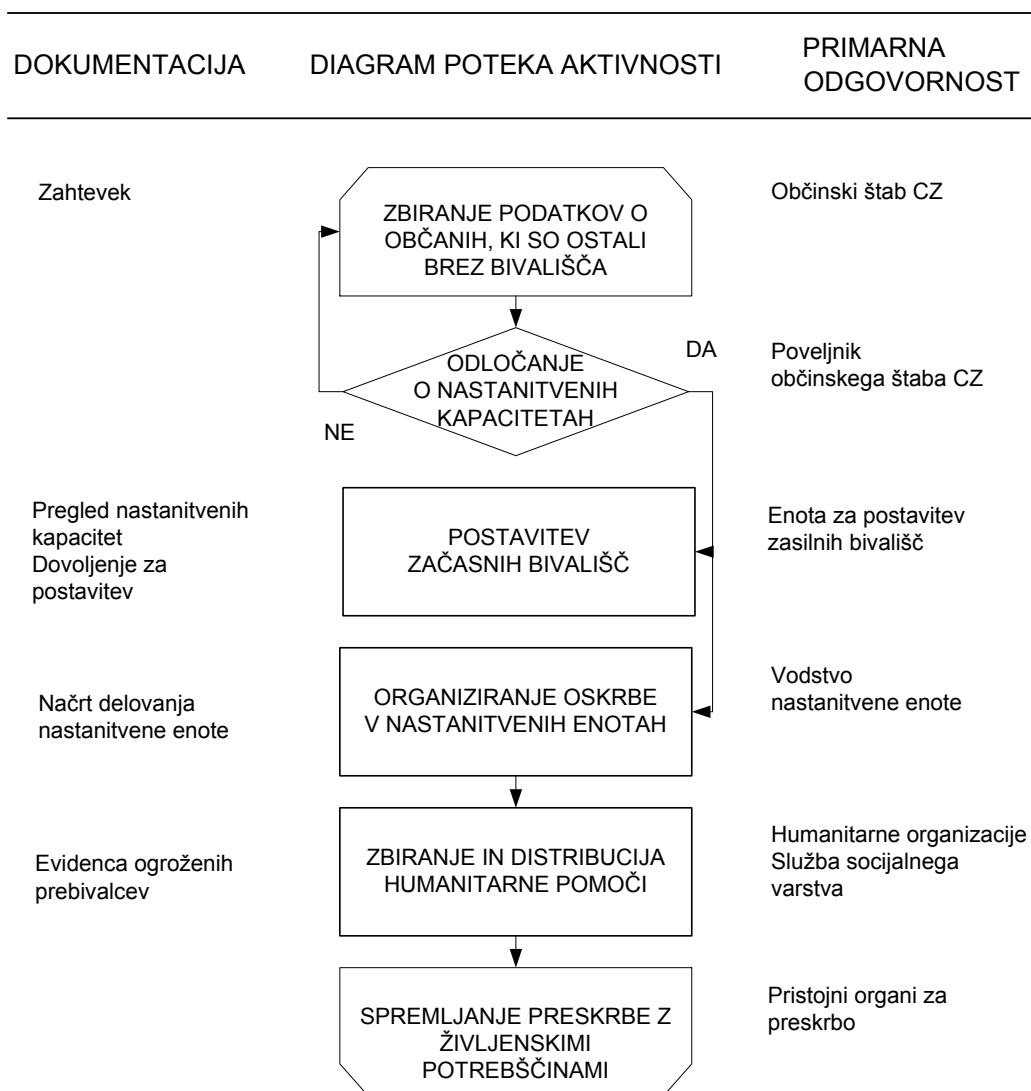 DOKUMENTACIJA
DIAGRAM POTEKA AKTIVNOSTI
PRIMARNA
ODGOVORNOST
Zahtevek
ZBIRANJE PODATKOV O
OBČANIH, KI SO OSTALI
BREZ BIVALIŠČA
Občinski štab CZ
ODLOČANJE
O NASTANITVENIH
KAPACITETAH
DA
NE
Poveljnik
občinskega štaba CZ
Pregled nastanitvenih
kapacitet
Dovoljenje za
postavitev
POSTAVITEV
ZAČASNIH BIVALIŠČ
Enota za postavitev
zasilnih bivališč
Načrt delovanja
nastanitvene enote
ORGANIZIRANJE OSKRBE
V NASTANITVENIH ENOTAH
Vodstvo
nastanitvene enote
Evidenca ogroženih
prebivalcev
ZBIRANJE IN DISTRIBUCIJA
HUMANITARNE POMOČI
Humanitarne organizacije
Služba socijalnega
varstva
SPREMLJANJE PRESKRBE Z
ŽIVLJENSKIMI
POTREBŠČINAMI
Pristojni organi za
preskrbo